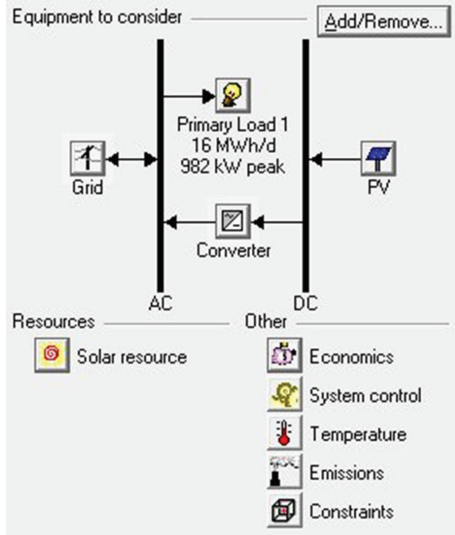 Equipment to consider
Add/Remove...
Primary Load 1
16 MWh/d
982 kW peak
Grid
PV
Converter
AC
DC
Resources
Other
Solar resource
Economics
System control
Temperature
Emissions
Constraints